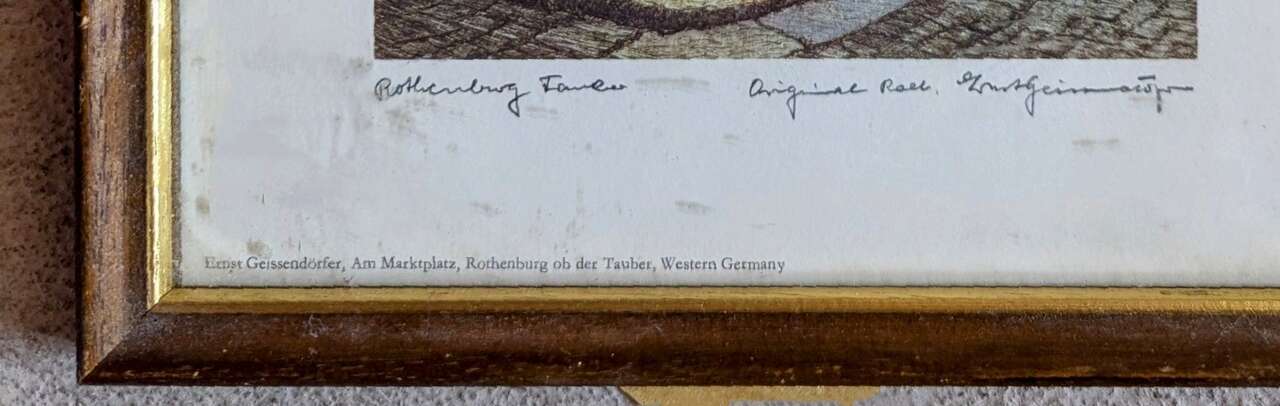 Rothenburg Tauber Original Rad. Ernst Geissendörfer
Ernst Geissendörfer, Am Marktplatz, Rothenburg ob der Tauber, Western Germany